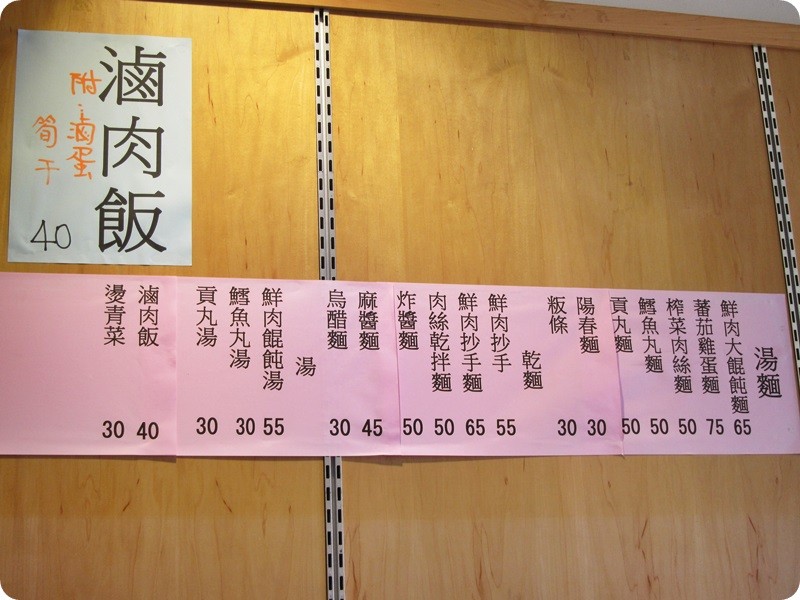 滷肉飯
附:滷蛋
筍干
40
湯麵
鮮肉大餛飩麵 65
蕃茄雞蛋麵 75
榨菜肉絲麵 50
鱈魚丸麵 50
貢丸麵 50
陽春麵 30
粄條 30
乾麵
鮮肉抄手 55
鮮肉抄手麵 65
肉絲乾拌麵 50
炸醬麵 50
麻醬麵 45
烏醋麵 30
湯
鮮肉餛飩湯 55
鱈魚丸湯 30
貢丸湯 30
滷肉飯 40
燙青菜 30